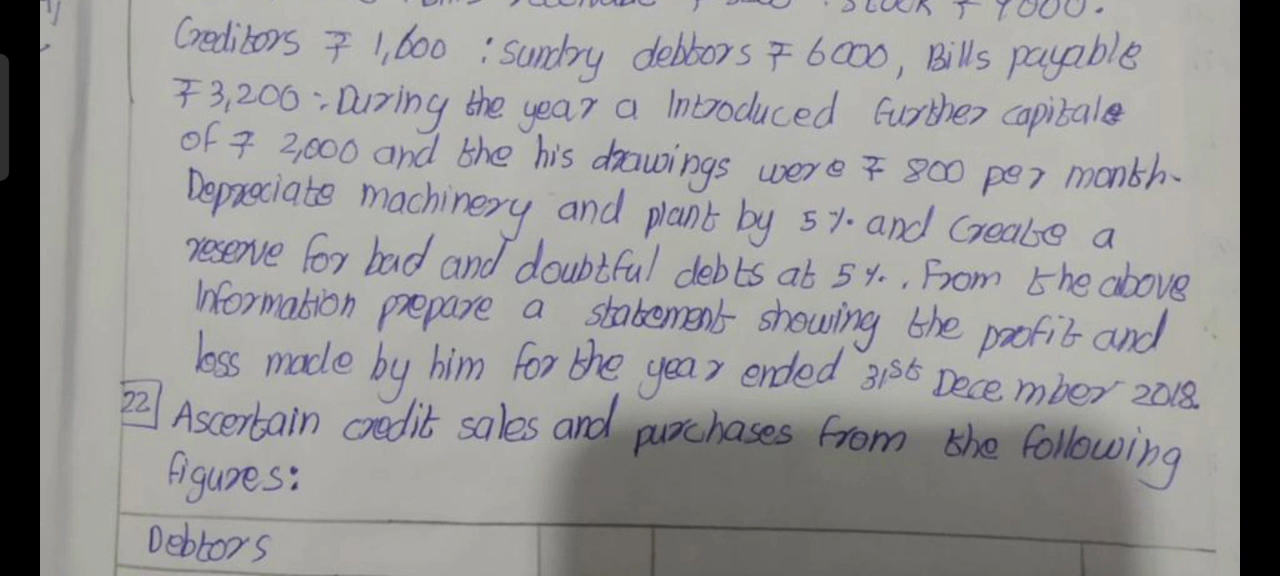 Stock ₹ 9000.
Creditors ₹ 1,600 : sundry debtors ₹ 6000, Bills payable
₹ 3,200 :. During the year a Introduced further capitale
of ₹ 2,000 and the his drawings were ₹ 800 per month.
Depreciate machinery and plant by 5 %. and Create a
reserve for bad and doubtful debts at 5 %. . From the above
Information prepare a statement showing the profit and
loss made by him for the year ended 31st December 2018.
22 Ascertain credit sales and purchases from the following
figures:
Debtors